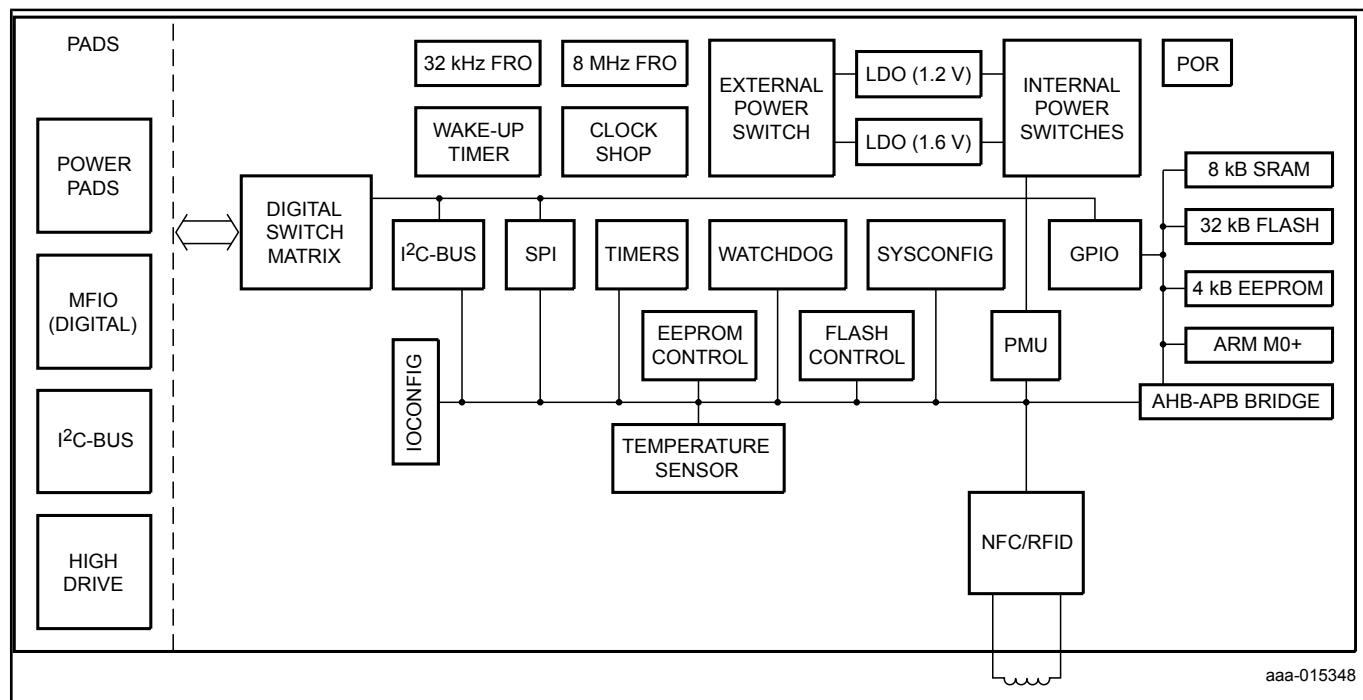 PADS
POWER
PADS
MFIO
(DIGITAL)
I²C-BUS
HIGH
DRIVE
32 kHz FRO
8 MHz FRO
WAKE-UP
TIMER
CLOCK
SHOP
EXTERNAL
POWER
SWITCH
LDO (1.2 V)
LDO (1.6 V)
INTERNAL
POWER
SWITCHES
POR
DIGITAL
SWITCH
MATRIX
I²C-BUS
SPI
TIMERS
WATCHDOG
SYSCONFIG
GPIO
8 kB SRAM
32 kB FLASH
4 kB EEPROM
ARM M0+
AHB-APB BRIDGE
IOCONFIG
EEPROM
CONTROL
FLASH
CONTROL
PMU
TEMPERATURE
SENSOR
NFC/RFID
aaa-015348